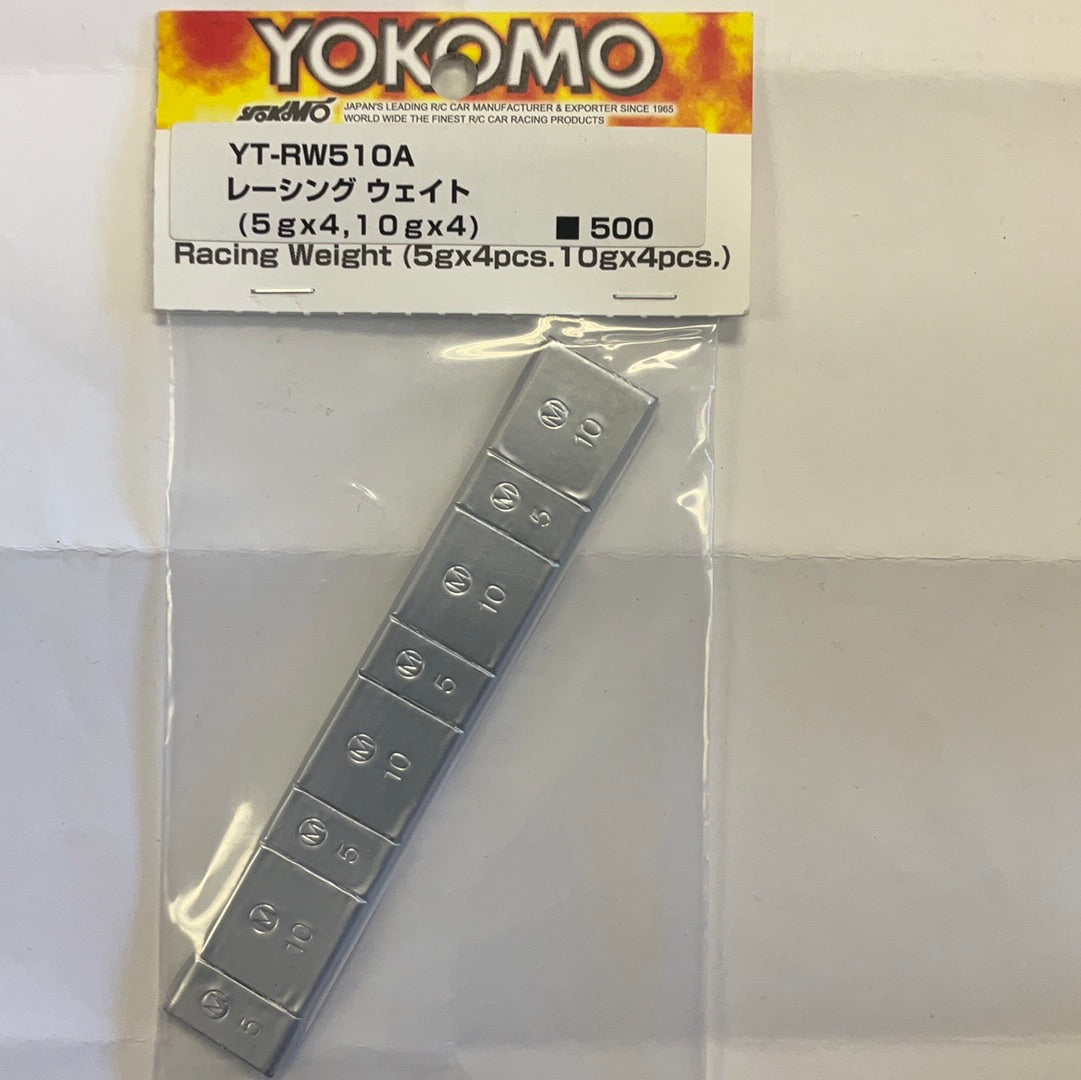 YOKOMO
YOKOMO
JAPAN'S LEADING R/C CAR MANUFACTURER & EXPORTER SINCE 1965
WORLD WIDE THE FINEST R/C CAR RACING PRODUCTS
YT-RW510A
レーシング ウェイト
(5gx4,10gx4) ■ 500
Racing Weight (5gx4pcs.10gx4pcs.)
M 10
M 5
M 10
M 5
M 10
M 5
M 10
M 5